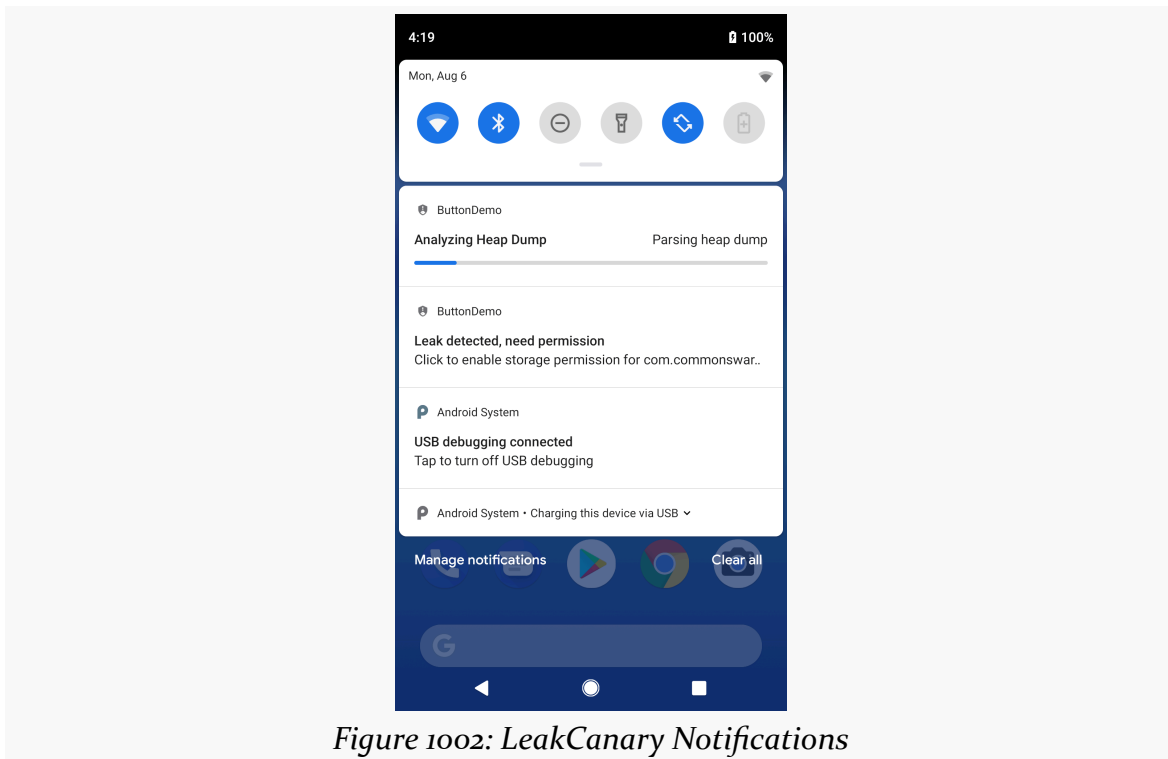 4:19 100%
Mon, Aug 6
ButtonDemo
Analyzing Heap Dump Parsing heap dump
ButtonDemo
Leak detected, need permission
Click to enable storage permission for com.commonswar..
Android System
USB debugging connected
Tap to turn off USB debugging
Android System • Charging this device via USB
Manage notifications Clear all
G
Figure 1002: LeakCanary Notifications